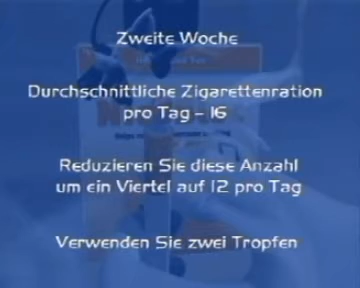 Zweite Woche
Durchschnittliche Zigarettenration
pro Tag – 16
Reduzieren Sie diese Anzahl
um ein Viertel auf 12 pro Tag
Verwenden Sie zwei Tropfen